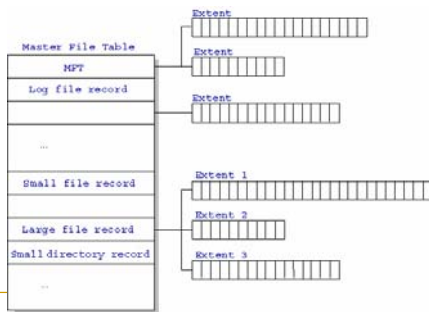 Master File Table
MFT
Log file record
...
Small file record
Large file record
Small directory record
...
Extent
Extent
Extent
Extent 1
Extent 2
Extent 3